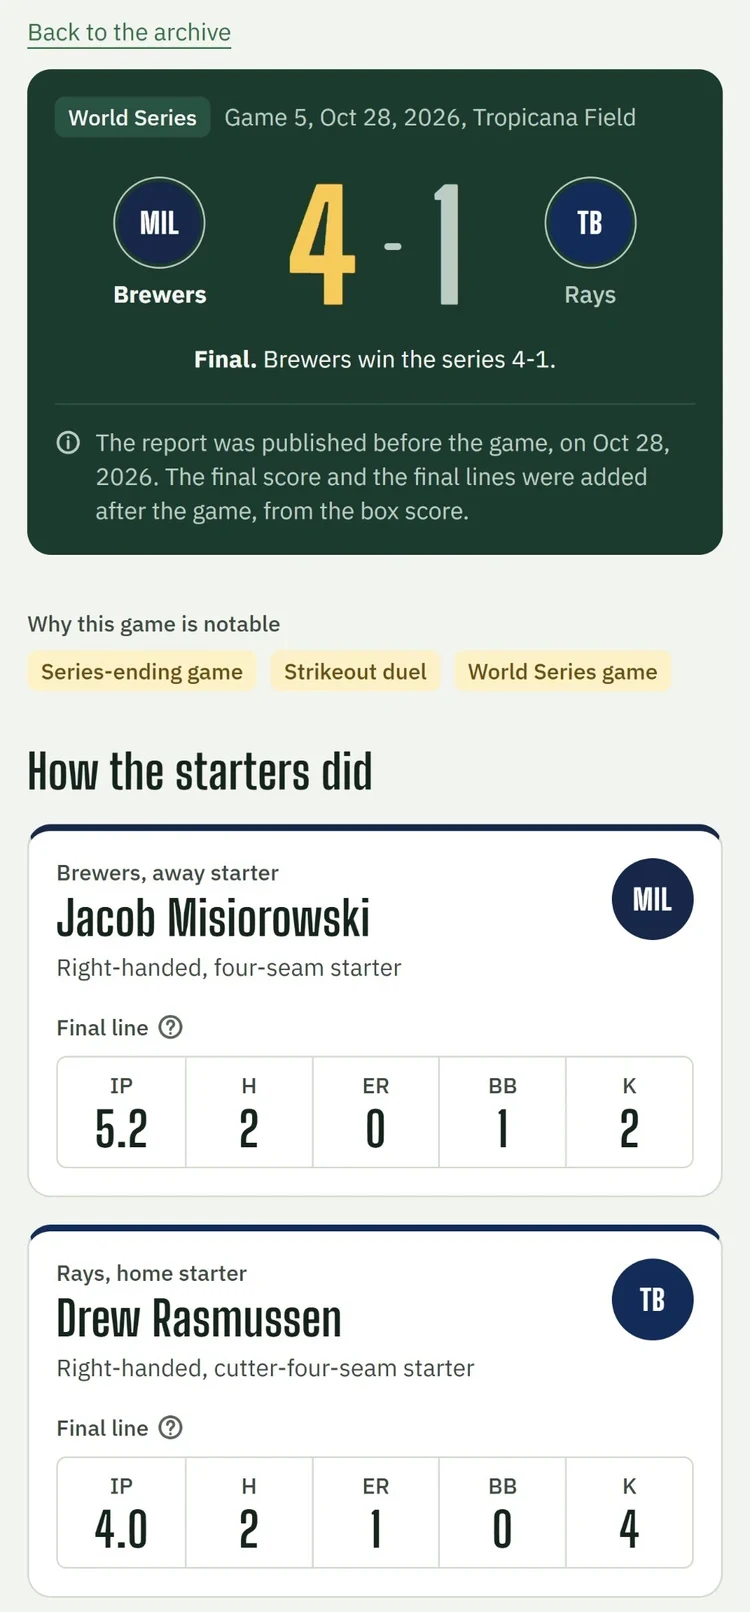 Back to the archive
World Series Game 5, Oct 28, 2026, Tropicana Field
MIL 4 - 1 TB
Brewers Rays
Final. Brewers win the series 4-1.
The report was published before the game, on Oct 28,
2026. The final score and the final lines were added
after the game, from the box score.
Why this game is notable
Series-ending game Strikeout duel World Series game
How the starters did
Brewers, away starter
MIL
Jacob Misiorowski
Right-handed, four-seam starter
Final line ?
IP H ER BB K
5.2 2 0 1 2
Rays, home starter
TB
Drew Rasmussen
Right-handed, cutter-four-seam starter
Final line ?
IP H ER BB K
4.0 2 1 0 4